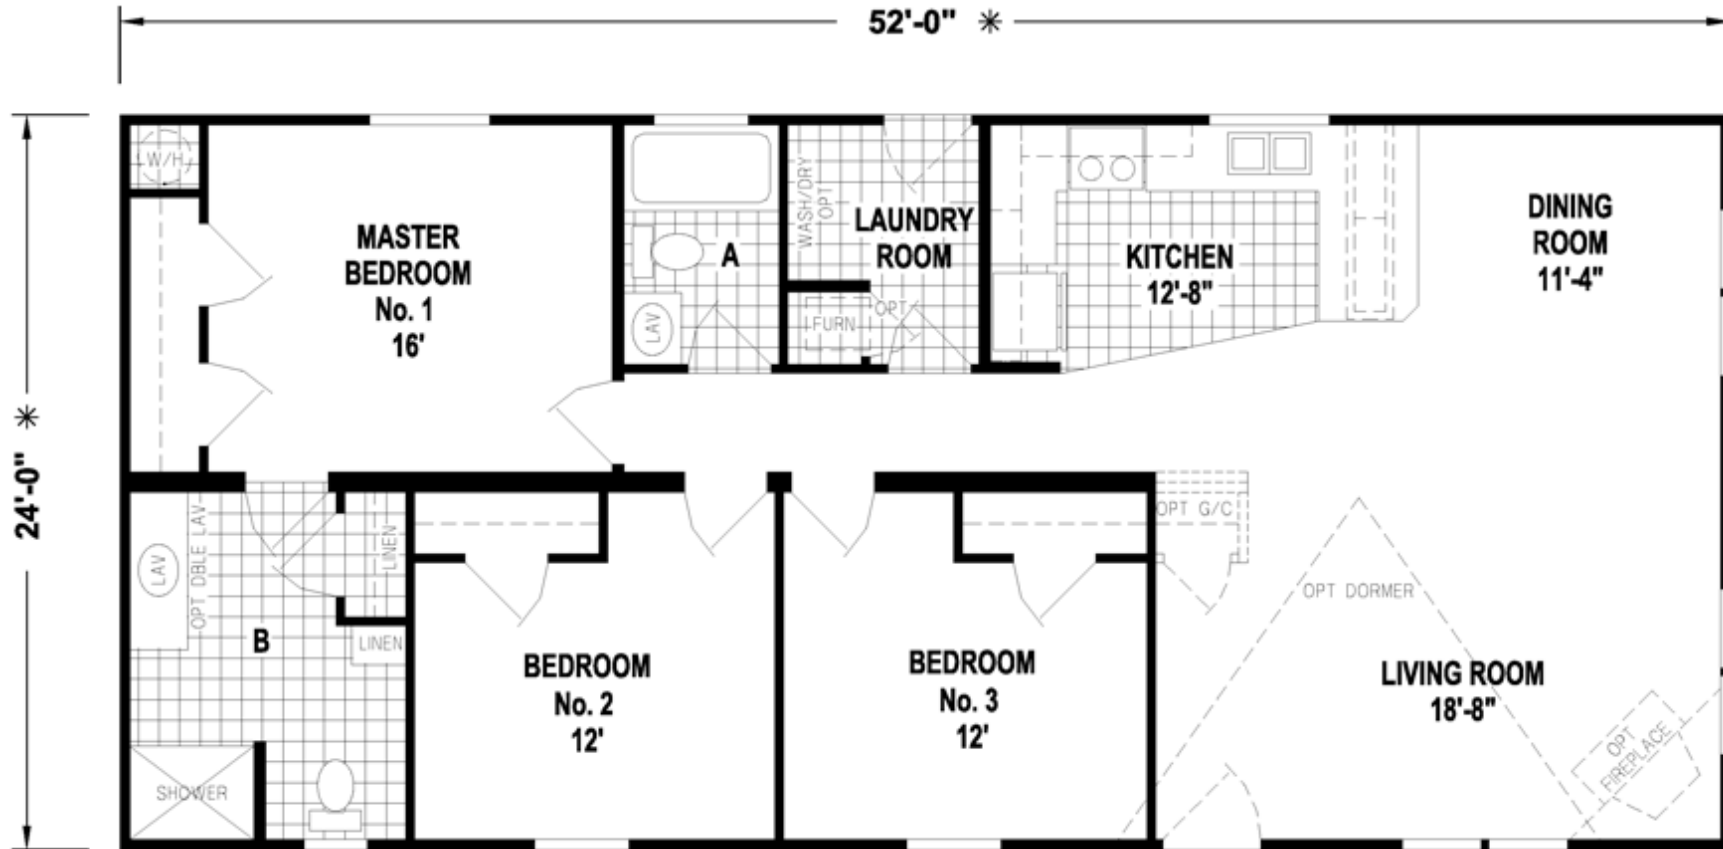 52'-0" ✳
24'-0" ✳
W/H
MASTER
BEDROOM
No. 1
16'
A
LAV
WASH/DRY
OPT
LAUNDRY
ROOM
FURN
OPT
KITCHEN
12'-8"
DINING
ROOM
11'-4"
LAV
OPT DBLE LAV
LINEN
LINEN
B
SHOWER
BEDROOM
No. 2
12'
BEDROOM
No. 3
12'
OPT G/C
OPT DORMER
LIVING ROOM
18'-8"
OPT
FIREPLACE